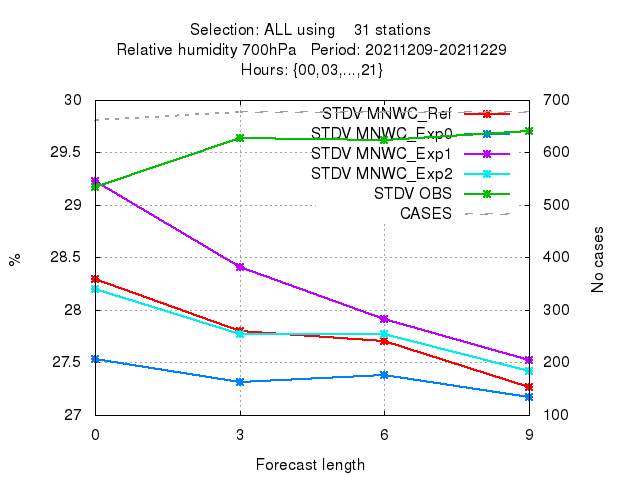 Selection: ALL using    31 stations
Relative humidity 700hPa   Period: 20211209-20211229
Hours: {00,03,...,21}
30
700
STDV MNWC_Ref
STDV MNWC_Exp0
29.5
600
STDV MNWC_Exp1
STDV MNWC_Exp2
STDV OBS
29
500
CASES
28.5
400
%
No cases
28
300
27.5
200
27
100
0
3
6
9
Forecast length